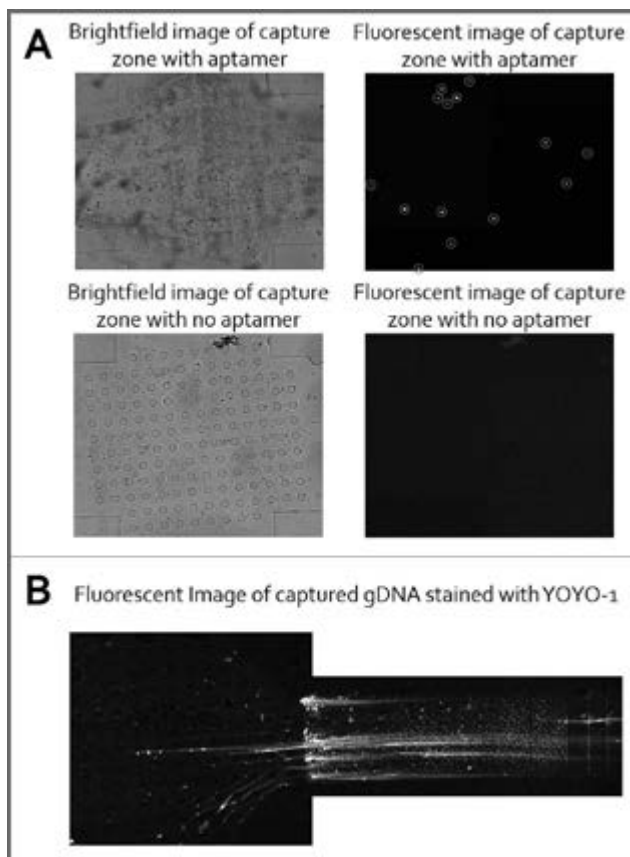 A
Brightfield image of capture
zone with aptamer
Fluorescent image of capture
zone with aptamer
Brightfield image of capture
zone with no aptamer
Fluorescent image of capture
zone with no aptamer
B
Fluorescent Image of captured gDNA stained with YOYO-1